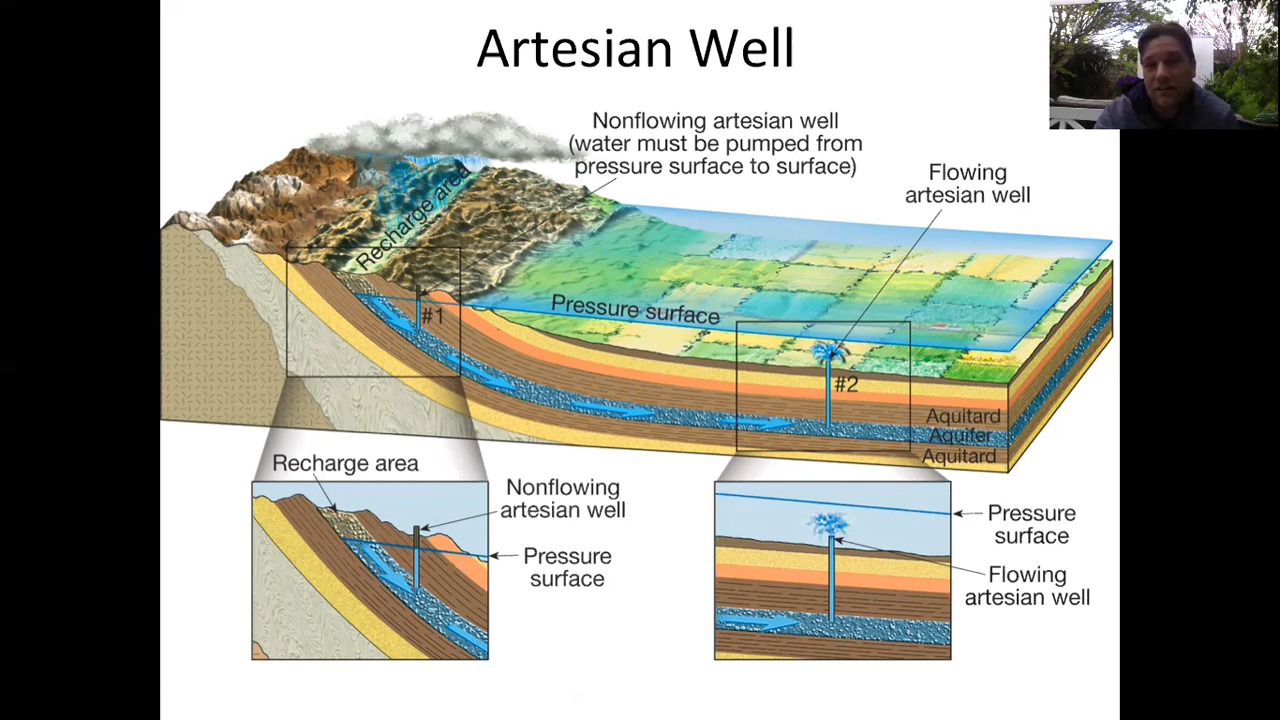 Artesian Well
Nonflowing artesian well
(water must be pumped from
pressure surface to surface)
Flowing
artesian well
Recharge area
Pressure surface
#1
#2
Aquitard
Aquifer
Aquitard
Recharge area
Nonflowing
artesian well
Pressure
surface
Pressure
surface
Flowing
artesian well